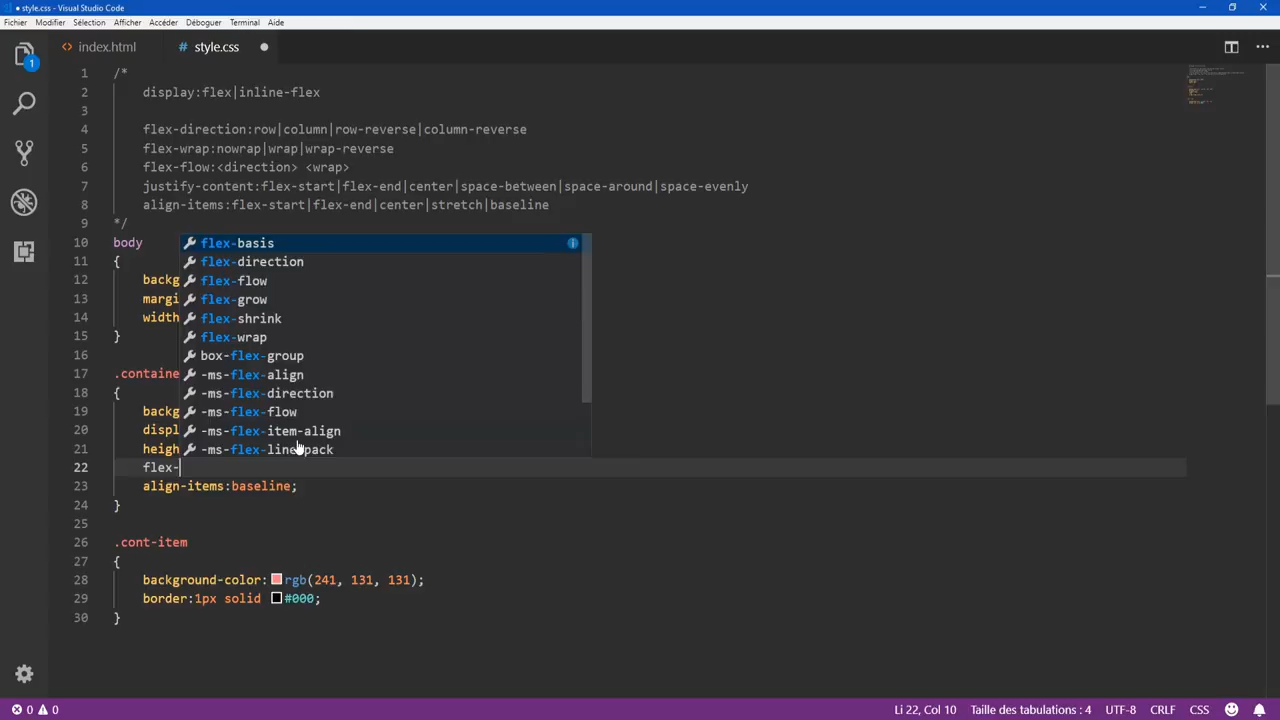 style.css - Visual Studio Code
Fichier Modifier Sélection Afficher Accéder Déboguer Terminal Aide
index.html style.css
1 /*
2 display:flex|inline-flex
3
4 flex-direction:row|column|row-reverse|column-reverse
5 flex-wrap:nowrap|wrap|wrap-reverse
6 flex-flow:<direction> <wrap>
7 justify-content:flex-start|flex-end|center|space-between|space-around|space-evenly
8 align-items:flex-start|flex-end|center|stretch|baseline
9 */
10 body
flex-basis
11 {
flex-direction
12 backg
flex-flow
13 margi
flex-grow
14 width
flex-shrink
15 }
flex-wrap
16
box-flex-group
17 .containe
-ms-flex-align
18 {
-ms-flex-direction
19 backg
-ms-flex-flow
20 displ
-ms-flex-item-align
21 heigh
-ms-flex-line-pack
22 flex-
23 align-items:baseline;
24 }
25
26 .cont-item
27 {
28 background-color: rgb(241, 131, 131);
29 border:1px solid #000;
30 }
1
0 0 Li 22, Col 10 Taille des tabulations : 4 UTF-8 CRLF CSS